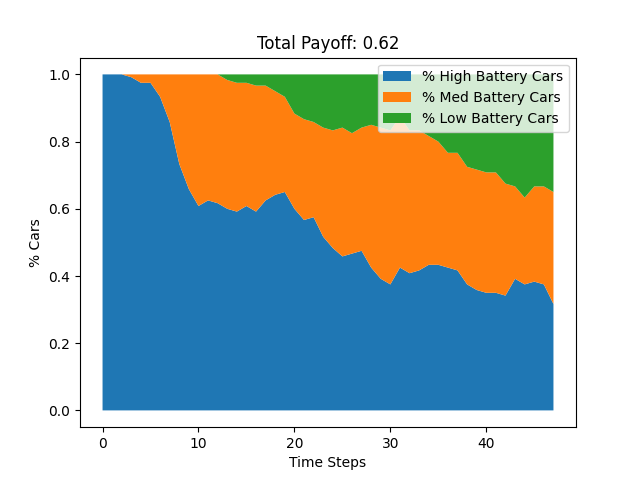 Total Payoff: 0.62
% High Battery Cars
% Med Battery Cars
% Low Battery Cars
1.0
0.8
0.6
0.4
0.2
0.0
% Cars
0 10 20 30 40
Time Steps